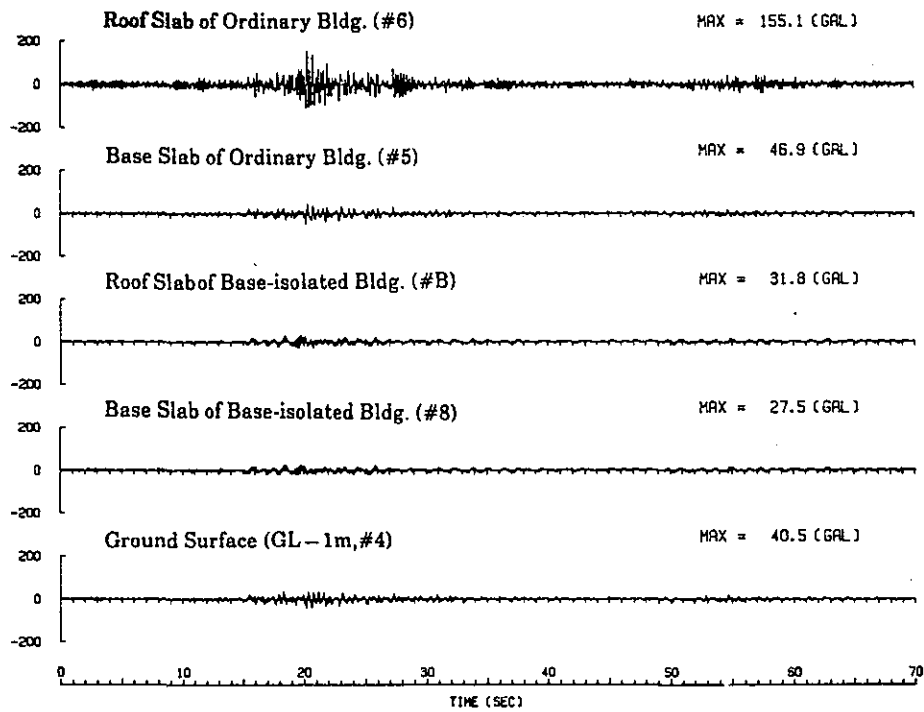 Roof Slab of Ordinary Bldg. (#6) MAX = 155.1 (GAL)
200
0
-200
Base Slab of Ordinary Bldg. (#5) MAX = 46.9 (GAL)
200
0
-200
Roof Slabof Base-isolated Bldg. (#B) MAX = 31.8 (GAL)
200
0
-200
Base Slab of Base-isolated Bldg. (#8) MAX = 27.5 (GAL)
200
0
-200
Ground Surface (GL−1m,#4) MAX = 40.5 (GAL)
200
0
-200
0 10 20 30 40 50 60 70
TIME (SEC)